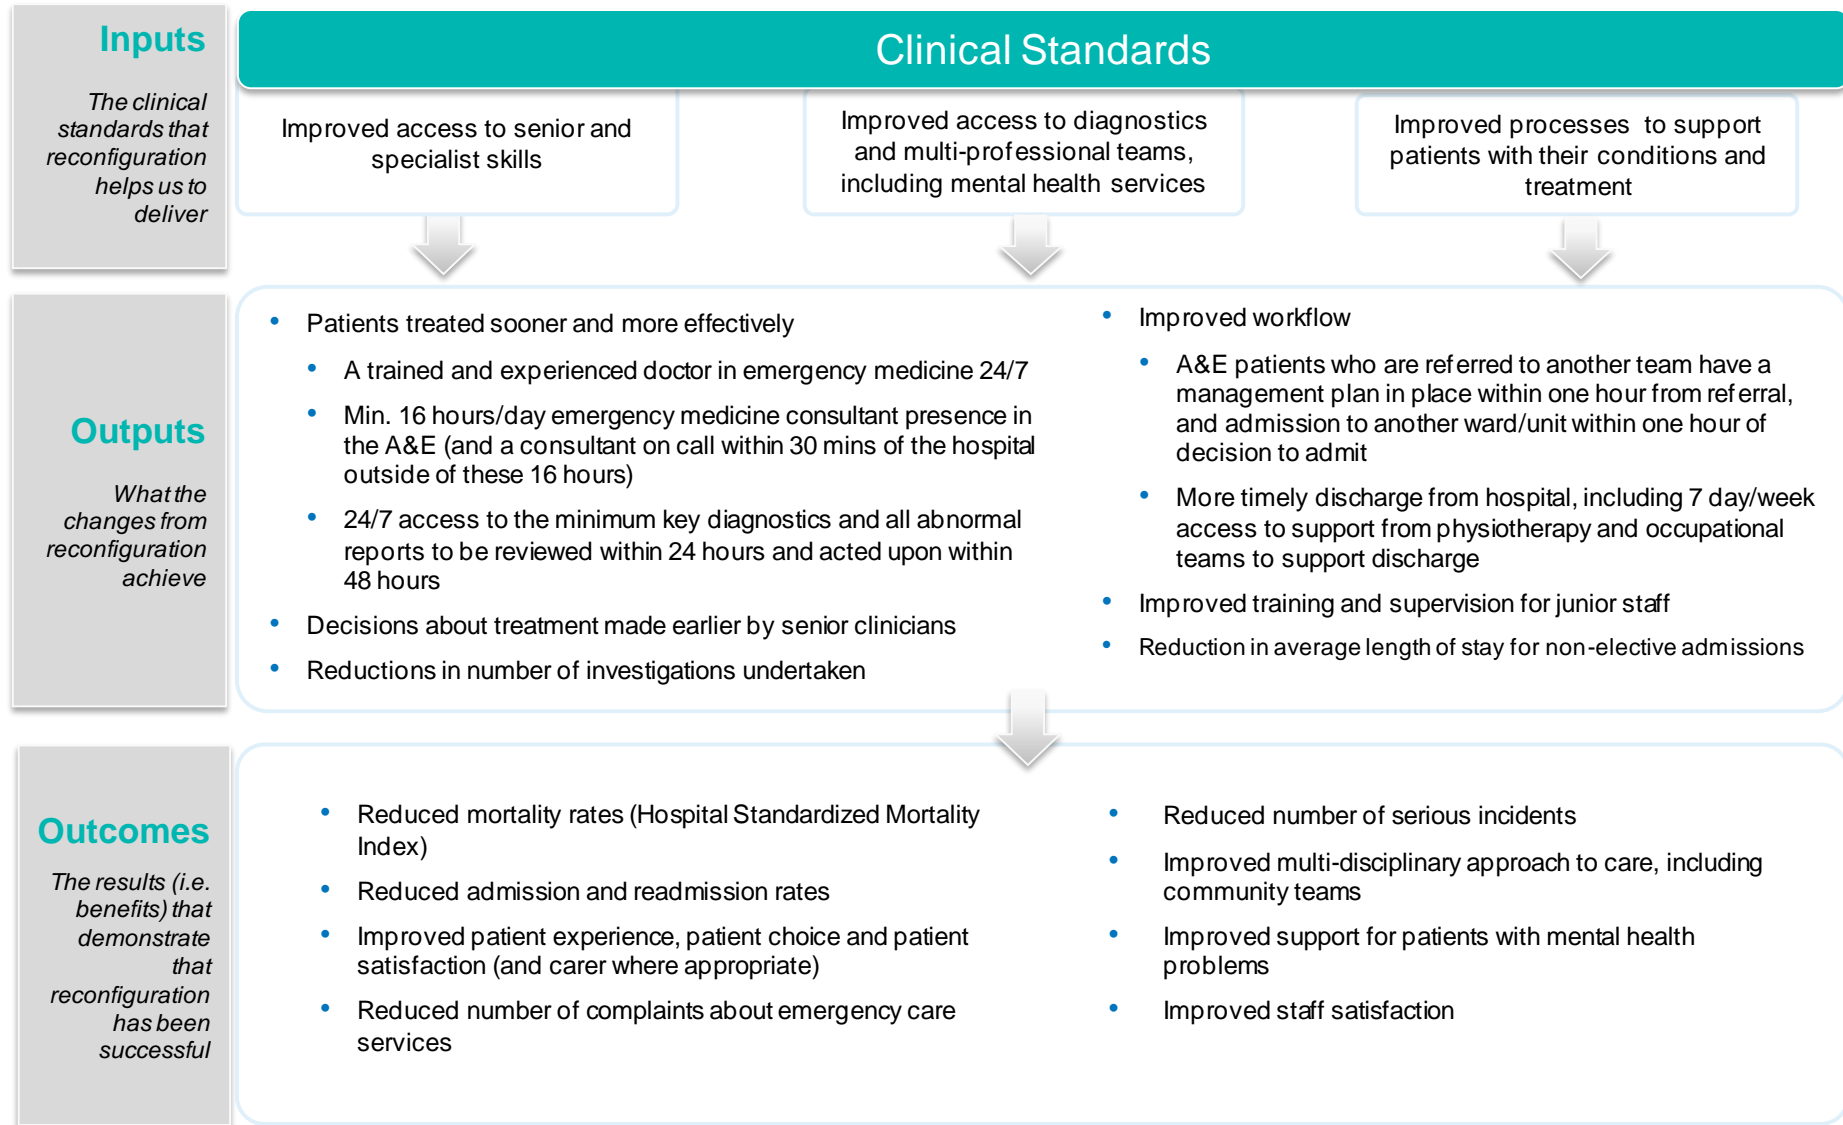 Inputs
The clinical
standards that
reconfiguration
helps us to
deliver
Clinical Standards
Improved access to senior and
specialist skills
Improved access to diagnostics
and multi-professional teams,
including mental health services
Improved processes to support
patients with their conditions and
treatment
Outputs
What the
changes from
reconfiguration
achieve
• Patients treated sooner and more effectively
• A trained and experienced doctor in emergency medicine 24/7
• Min. 16 hours/day emergency medicine consultant presence in
the A&E (and a consultant on call within 30 mins of the hospital
outside of these 16 hours)
• 24/7 access to the minimum key diagnostics and all abnormal
reports to be reviewed within 24 hours and acted upon within
48 hours
• Decisions about treatment made earlier by senior clinicians
• Reductions in number of investigations undertaken
• Improved workflow
• A&E patients who are referred to another team have a
management plan in place within one hour from referral,
and admission to another ward/unit within one hour of
decision to admit
• More timely discharge from hospital, including 7 day/week
access to support from physiotherapy and occupational
teams to support discharge
• Improved training and supervision for junior staff
• Reduction in average length of stay for non-elective admissions
Outcomes
The results (i.e.
benefits) that
demonstrate
that
reconfiguration
has been
successful
• Reduced mortality rates (Hospital Standardized Mortality
Index)
• Reduced admission and readmission rates
• Improved patient experience, patient choice and patient
satisfaction (and carer where appropriate)
• Reduced number of complaints about emergency care
services
• Reduced number of serious incidents
• Improved multi-disciplinary approach to care, including
community teams
• Improved support for patients with mental health
problems
• Improved staff satisfaction